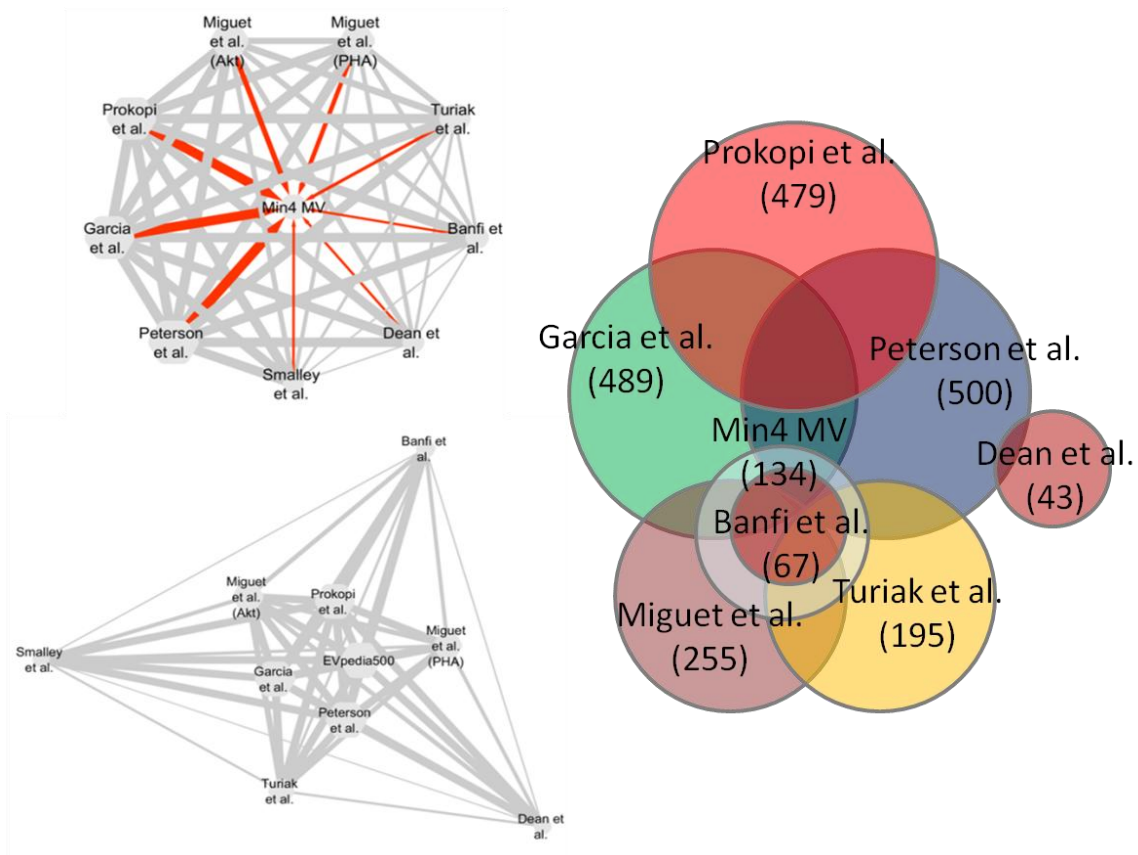 Miguet
et al.
(Akt)
Miguet
et al.
(PHA)
Prokopi
et al.
Turiak
et al.
Min4 MV
Garcia
et al.
Banfi et
al.
Peterson
et al.
Dean et
al.
Smalley
et al.
Banfi et
al.
Miguet
et al.
(Akt)
Prokopi
et al.
Miguet
et al.
(PHA)
Smalley
et al.
EVpedia500
Garcia
et al.
Peterson
et al.
Turiak
et al.
Dean et
al.
Prokopi et al.
(479)
Garcia et al.
(489)
Peterson et al.
(500)
Min4 MV
(134)
Dean et al.
(43)
Banfi et al.
(67)
Miguet et al.
(255)
Turiak et al.
(195)